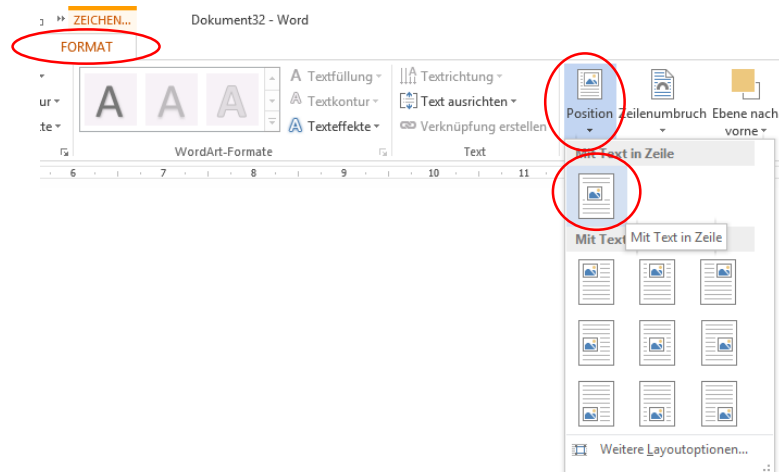 ZEICHEN... Dokument32 - Word
FORMAT
A Textfüllung
Textrichtung
ur
A Textkontur
Text ausrichten
Position Zeilenumbruch Ebene nach
vorne
te
A Texteffekte
Verknüpfung erstellen
WordArt-Formate
Text
Mit Text in Zeile
6 7 8 9 10 11
Mit Text
Mit Text in Zeile
Weitere Layoutoptionen...